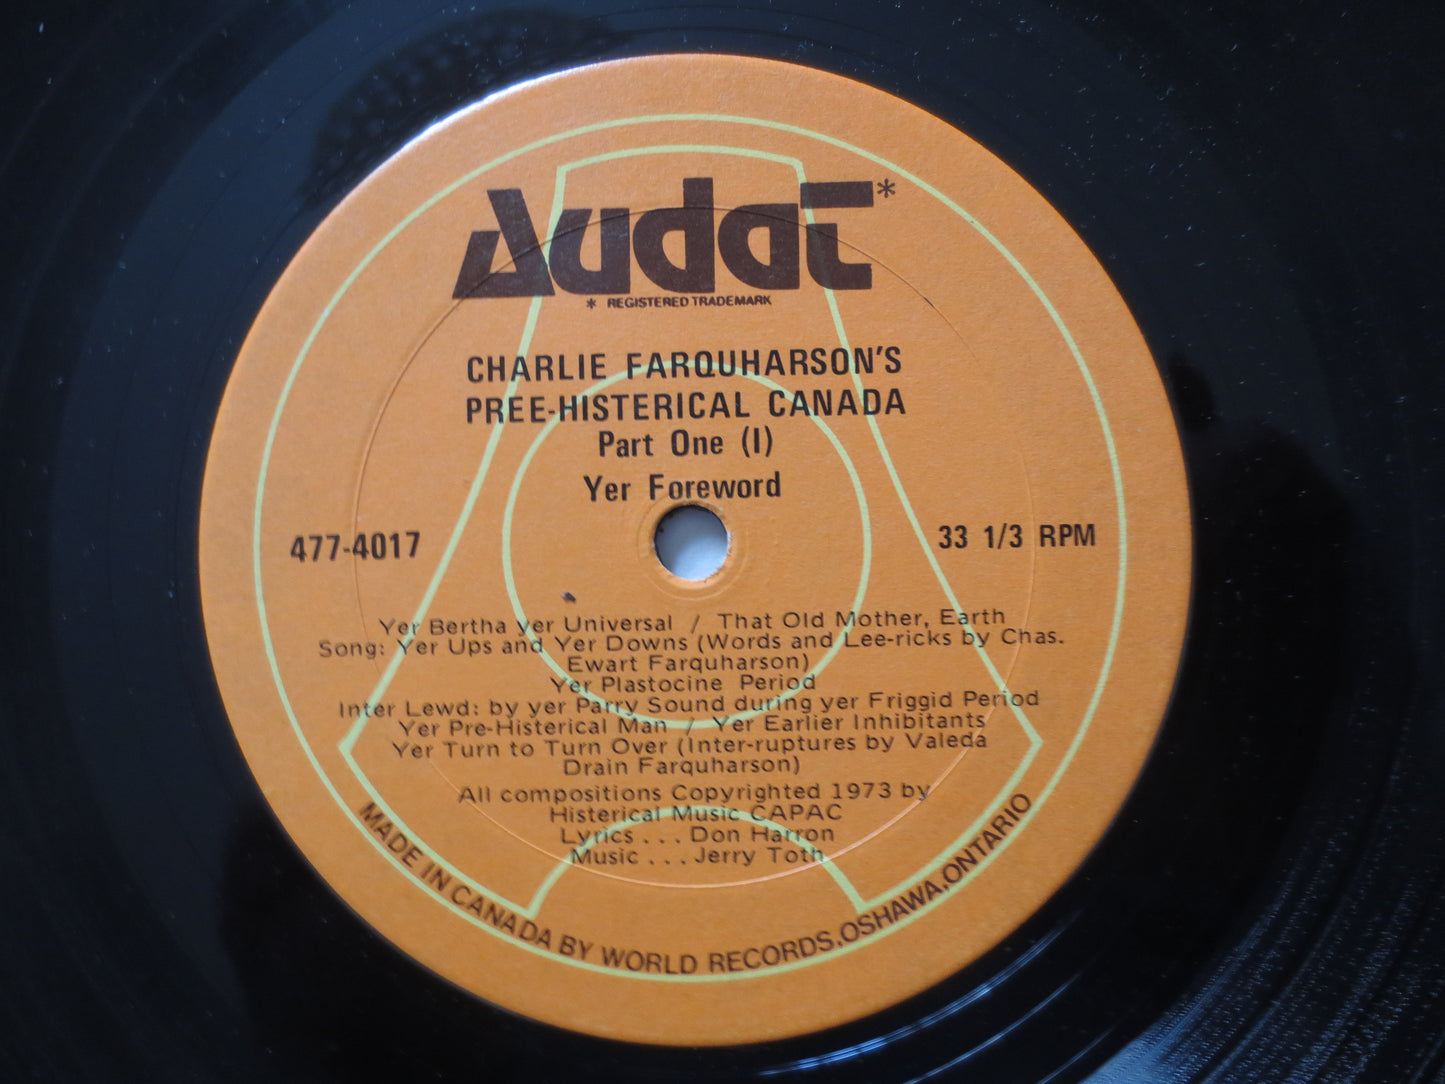 Audat*
* REGISTERED TRADEMARK
CHARLIE FARQUHARSON'S
PREE-HISTERICAL CANADA
Part One (I)
Yer Foreword
477-4017
33 1/3 RPM
Yer Bertha yer Universal / That Old Mother, Earth
Song: Yer Ups and Yer Downs (Words and Lee-ricks by Chas.
Ewart Farquharson)
Yer Plastocine Period
Inter Lewd: by yer Parry Sound during yer Friggid Period
Yer Pre-Histerical Man / Yer Earlier Inhibitants
Yer Turn to Turn Over (Inter-ruptures by Valeda
Drain Farquharson)
All compositions Copyrighted 1973 by
Histerical Music CAPAC
Lyrics . . . Don Harron
Music . . . Jerry Toth
MADE IN CANADA BY WORLD RECORDS, OSHAWA, ONTARIO